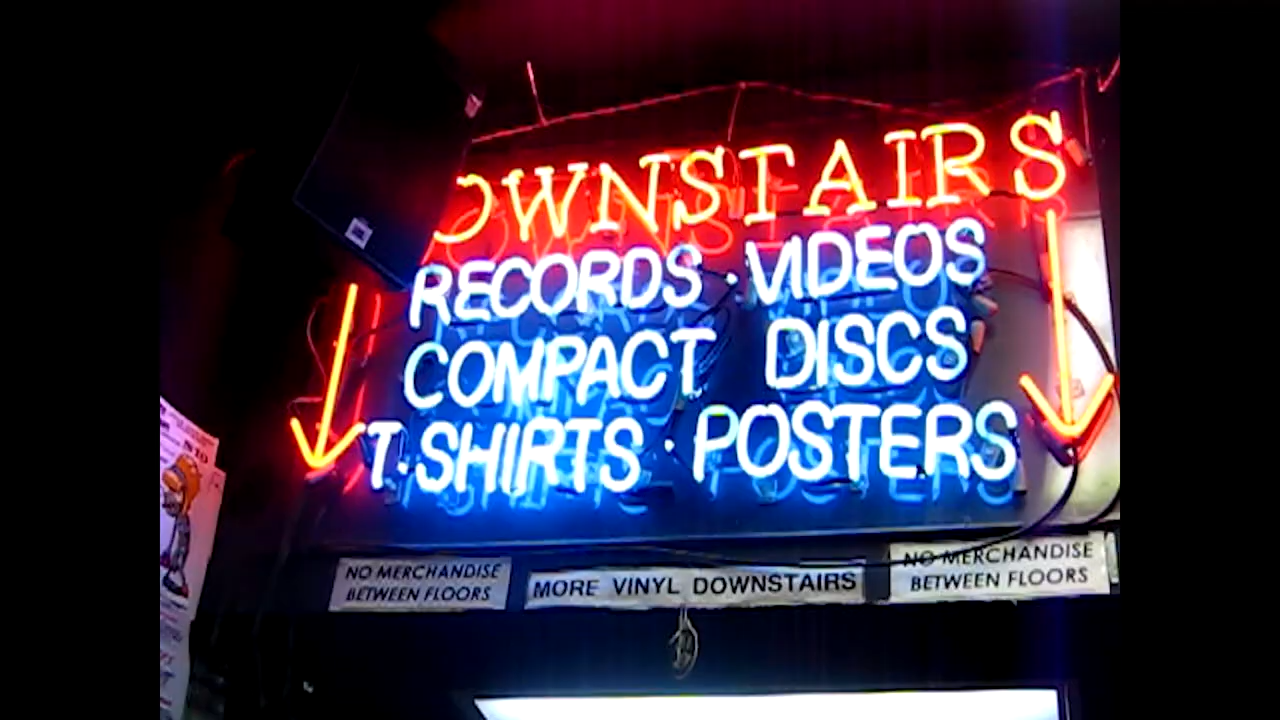 OWNSTAIRS
RECORDS · VIDEOS
COMPACT DISCS
T·SHIRTS · POSTERS
NO MERCHANDISE
BETWEEN FLOORS
MORE VINYL DOWNSTAIRS
NO MERCHANDISE
BETWEEN FLOORS